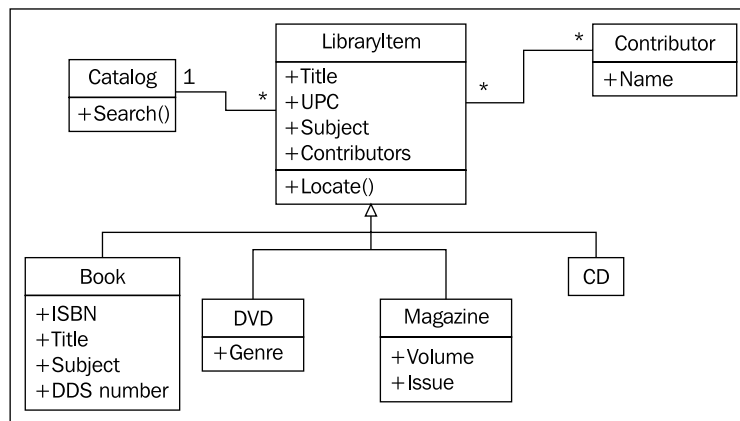 LibraryItem
+Title
+UPC
+Subject
+Contributors
+Locate()
Catalog
+Search()
1
*
*
*
Contributor
+Name
Book
+ISBN
+Title
+Subject
+DDS number
DVD
+Genre
Magazine
+Volume
+Issue
CD